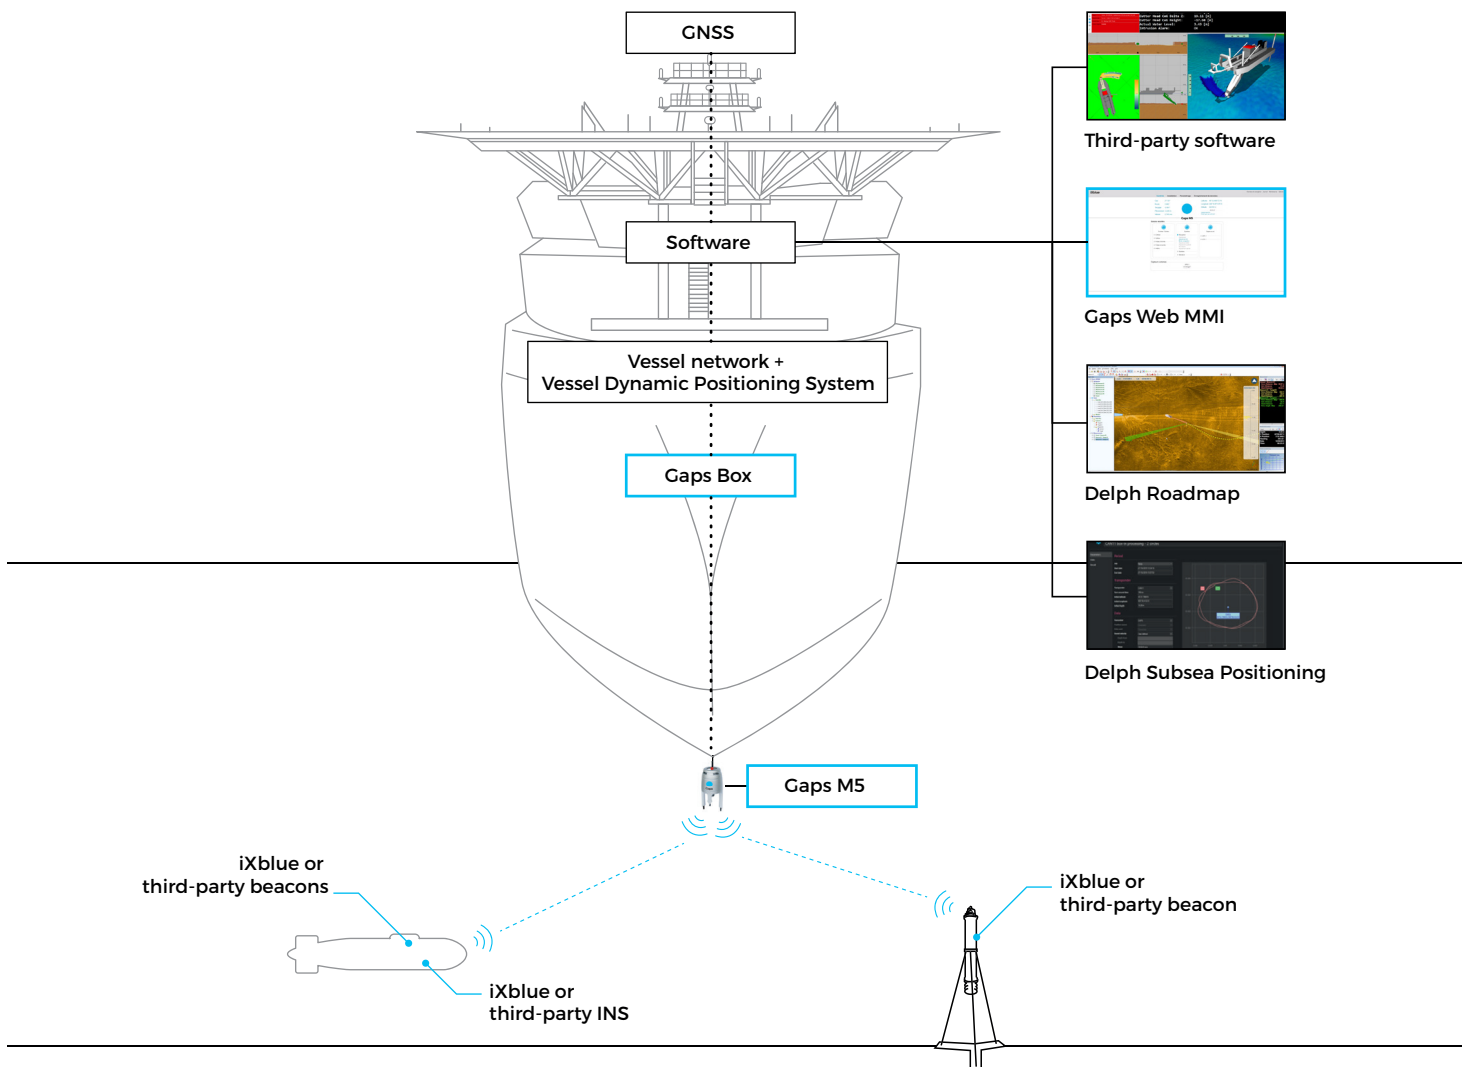 GNSS
Third-party software
Software
Gaps Web MMI
Vessel network +
Vessel Dynamic Positioning System
Gaps Box
Delph Roadmap
Delph Subsea Positioning
Gaps M5
iXblue or
third-party beacons
iXblue or
third-party beacon
iXblue or
third-party INS